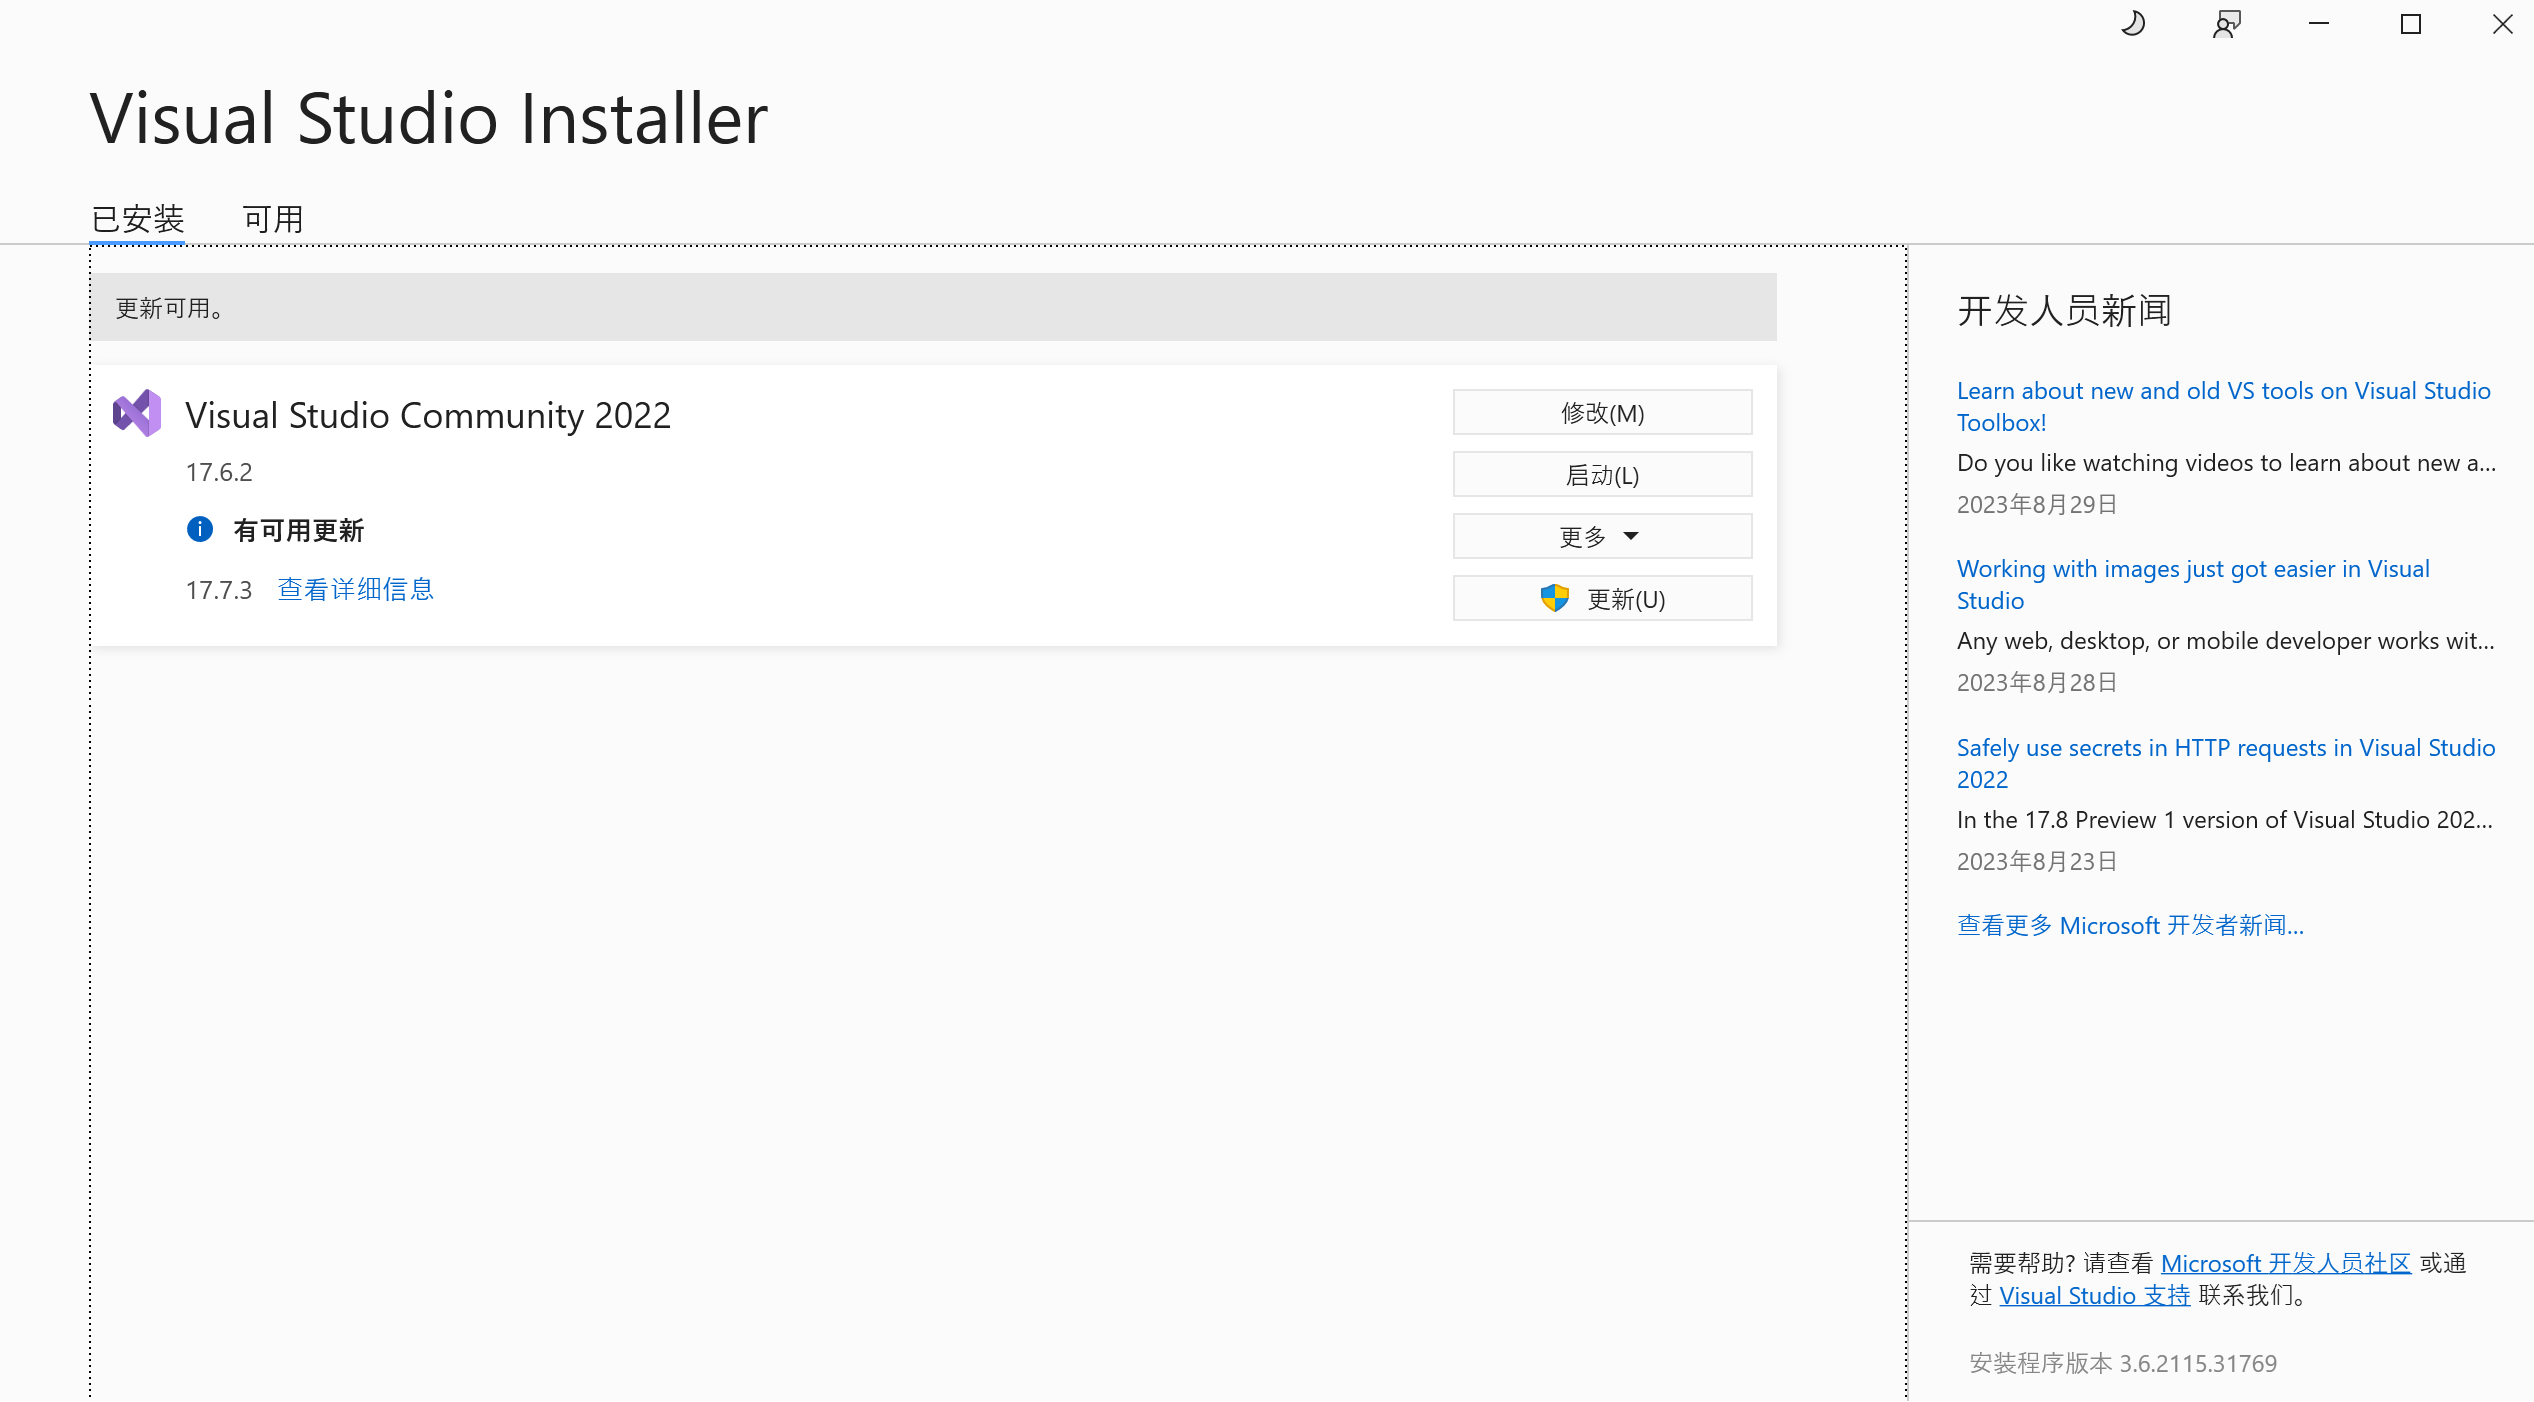 Visual Studio Installer
已安装 可用
更新可用。
Visual Studio Community 2022
17.6.2
有可用更新
17.7.3 查看详细信息
修改(M)
启动(L)
更多
更新(U)
开发人员新闻
Learn about new and old VS tools on Visual Studio
Toolbox!
Do you like watching videos to learn about new a...
2023年8月29日
Working with images just got easier in Visual
Studio
Any web, desktop, or mobile developer works wit...
2023年8月28日
Safely use secrets in HTTP requests in Visual Studio
2022
In the 17.8 Preview 1 version of Visual Studio 202...
2023年8月23日
查看更多 Microsoft 开发者新闻...
需要帮助? 请查看 Microsoft 开发人员社区 或通
过 Visual Studio 支持 联系我们。
安装程序版本 3.6.2115.31769